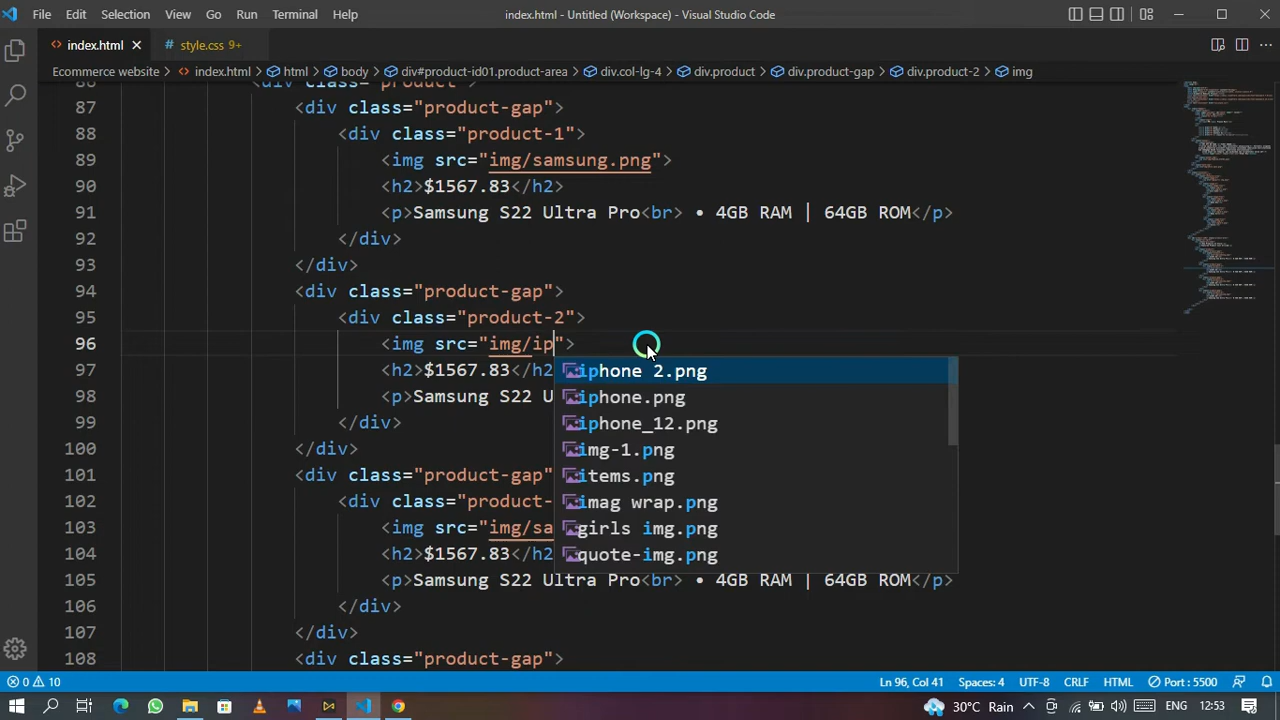 File Edit Selection View Go Run Terminal Help index.html - Untitled (Workspace) - Visual Studio Code
<> index.html × # style.css 9+
Ecommerce website > <> index.html > html > body > div#product-id01.product-area > div.col-lg-4 > div.product > div.product-gap > div.product-2 > img
86 <div class="product">
87 <div class="product-gap">
88 <div class="product-1">
89 <img src="img/samsung.png">
90 <h2>$1567.83</h2>
91 <p>Samsung S22 Ultra Pro<br> • 4GB RAM | 64GB ROM</p>
92 </div>
93 </div>
94 <div class="product-gap">
95 <div class="product-2">
96 <img src="img/ip">
97 <h2>$1567.83</h2 iphone 2.png
iphone.png
98 <p>Samsung S22 U
99 </div> iphone_12.png
100 </div> img-1.png
101 <div class="product-gap" items.png
102 <div class="product- imag wrap.png
103 <img src="img/sa girls img.png
104 <h2>$1567.83</h2 quote-img.png
105 <p>Samsung S22 Ultra Pro<br> • 4GB RAM | 64GB ROM</p>
106 </div>
107 </div>
108 <div class="product-gap">
0 10 Ln 96, Col 41 Spaces: 4 UTF-8 CRLF HTML Port : 5500
30°C Rain ENG 12:53